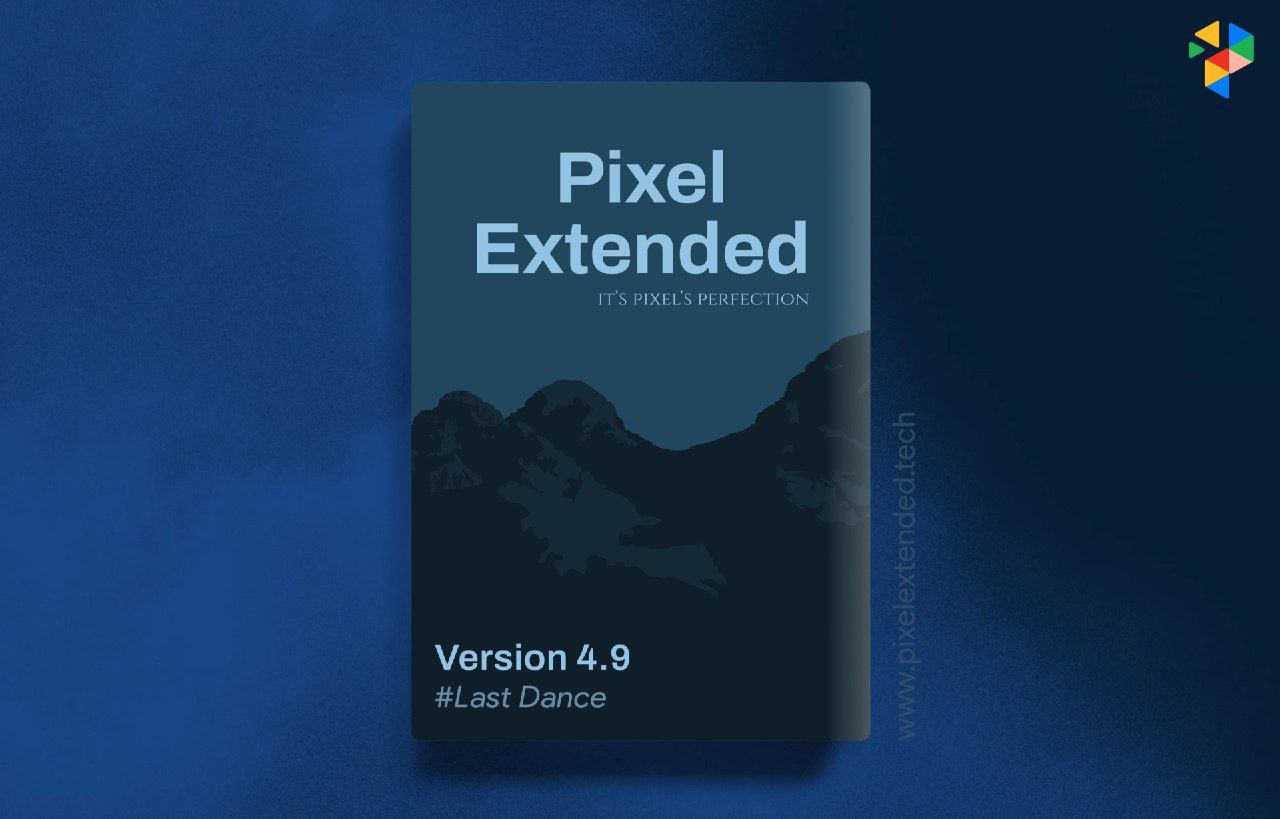 Pixel
Extended
IT'S PIXEL'S PERFECTION
Version 4.9
#Last Dance
www.pixelextended.tech